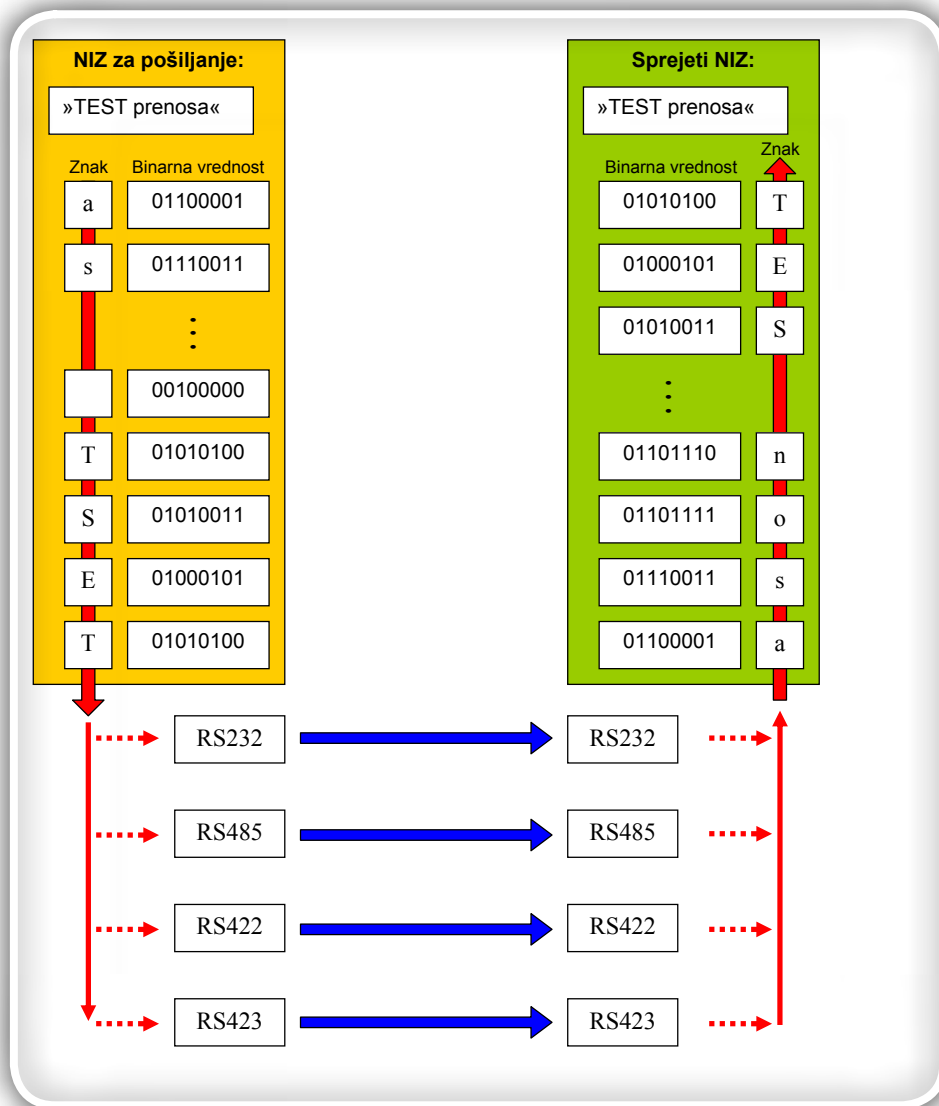 NIZ za pošiljanje:
»TEST prenosa«
Znak Binarna vrednost
a 01100001
s 01110011
00100000
T 01010100
S 01010011
E 01000101
T 01010100
Sprejeti NIZ:
»TEST prenosa«
Binarna vrednost Znak
01010100 T
01000101 E
01010011 S
01101110 n
01101111 o
01110011 s
01100001 a
RS232 RS232
RS485 RS485
RS422 RS422
RS423 RS423